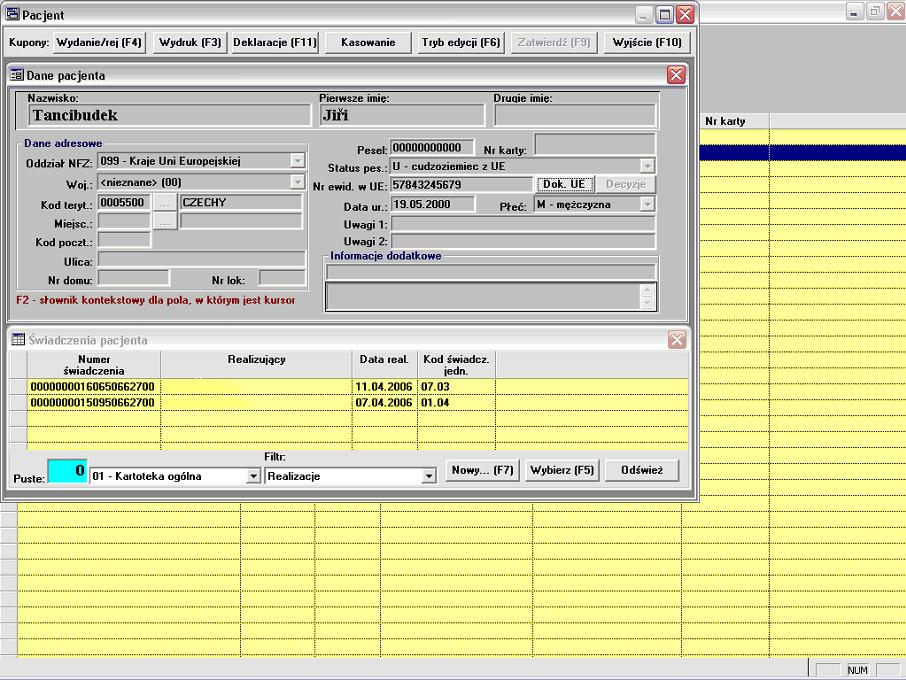 Pacjent
Kupony: Wydanie/rej (F4) Wydruk (F3) Deklaracje (F11) Kasowanie Tryb edycji (F6) Zatwierdź (F9) Wyjście (F10)
Dane pacjenta
Nazwisko: Pierwsze imię: Drugie imię:
Tancibudek Jiři
Dane adresowe
Oddział NFZ: 099 - Kraje Uni Europejskiej
Woj.: <nieznane> (00)
Kod teryt.: 0005500 ... CZECHY
Miejsc.: ...
Kod poczt.:
Ulica:
Nr domu: Nr lok:
Pesel: 00000000000 Nr karty:
Status pes.: U - cudzoziemiec z UE
Nr ewid. w UE: 57843245679 Dok. UE Decyzje
Data ur.: 19.05.2000 Płeć: M - mężczyzna
Uwagi 1:
Uwagi 2:
Informacje dodatkowe
F2 - słownik kontekstowy dla pola, w którym jest kursor
Nr karty
Świadczenia pacjenta
Numer świadczenia Realizujący Data real. Kod świadcz. jedn.
00000000160650662700 11.04.2006 07.03
00000000150950662700 07.04.2006 01.04
Filtr:
Puste: 0 01 - Kartoteka ogólna Realizacje Nowy... (F7) Wybierz (F5) Odśwież
NUM